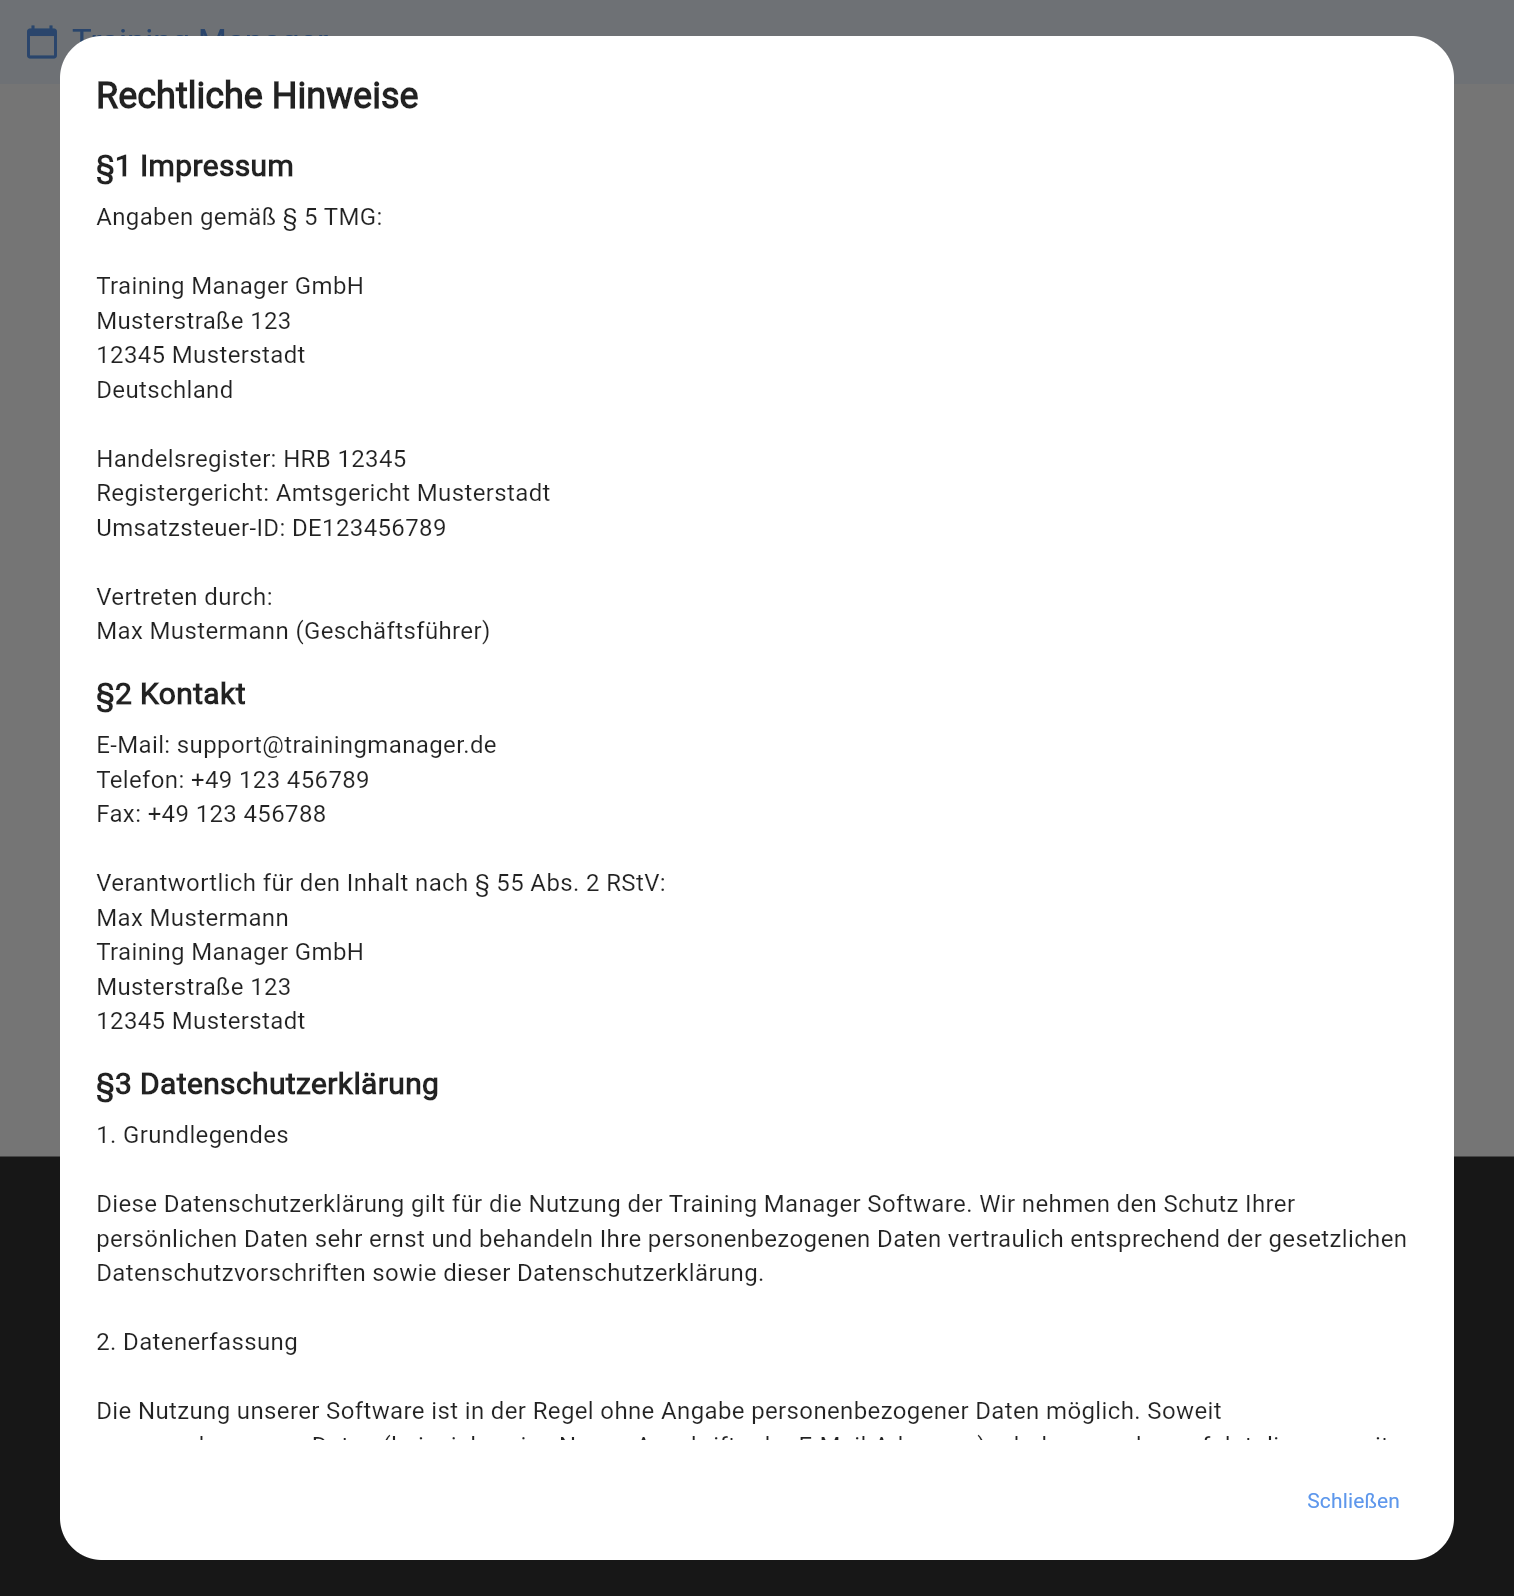 Training Manager
Rechtliche Hinweise
§1 Impressum
Angaben gemäß § 5 TMG:
Training Manager GmbH
Musterstraße 123
12345 Musterstadt
Deutschland
Handelsregister: HRB 12345
Registergericht: Amtsgericht Musterstadt
Umsatzsteuer-ID: DE123456789
Vertreten durch:
Max Mustermann (Geschäftsführer)
§2 Kontakt
E-Mail: support@trainingmanager.de
Telefon: +49 123 456789
Fax: +49 123 456788
Verantwortlich für den Inhalt nach § 55 Abs. 2 RStV:
Max Mustermann
Training Manager GmbH
Musterstraße 123
12345 Musterstadt
§3 Datenschutzerklärung
1. Grundlegendes
Diese Datenschutzerklärung gilt für die Nutzung der Training Manager Software. Wir nehmen den Schutz Ihrer
persönlichen Daten sehr ernst und behandeln Ihre personenbezogenen Daten vertraulich entsprechend der gesetzlichen
Datenschutzvorschriften sowie dieser Datenschutzerklärung.
2. Datenerfassung
Die Nutzung unserer Software ist in der Regel ohne Angabe personenbezogener Daten möglich. Soweit
Schließen